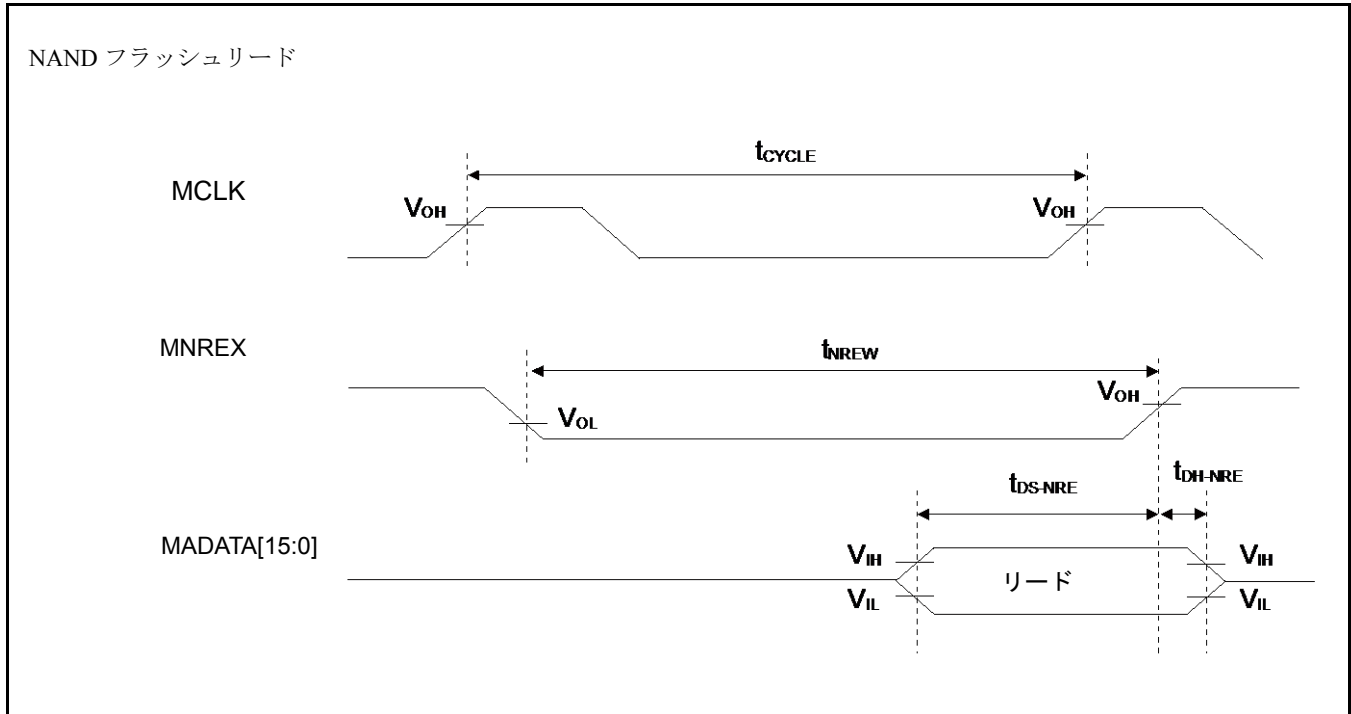 NAND フラッシュリード
tCYCLE
MCLK
VOH
VOH
MNREX
tNREW
VOL
VOH
tDS-NRE
tDH-NRE
MADATA[15:0]
VIH
VIL
リード
VIH
VIL